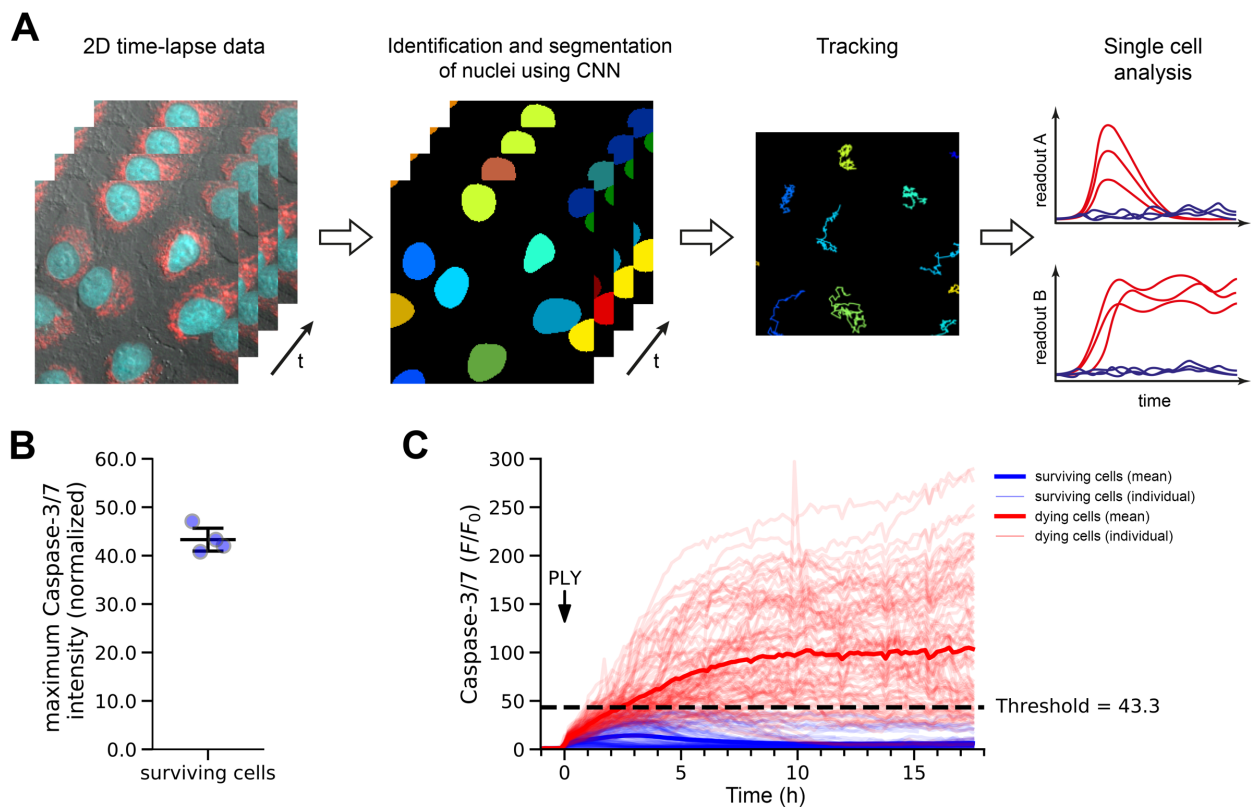 A
2D time-lapse data
Identification and segmentation
of nuclei using CNN
Tracking
Single cell
analysis
t
t
readout A
readout B
time
B
maximum Caspase-3/7
intensity (normalized)
60.0
50.0
40.0
30.0
20.0
10.0
0.0
surviving cells
C
Caspase-3/7 (F/F0)
300
250
200
150
100
50
0
PLY
0
5
10
15
Time (h)
surviving cells (mean)
surviving cells (individual)
dying cells (mean)
dying cells (individual)
Threshold = 43.3